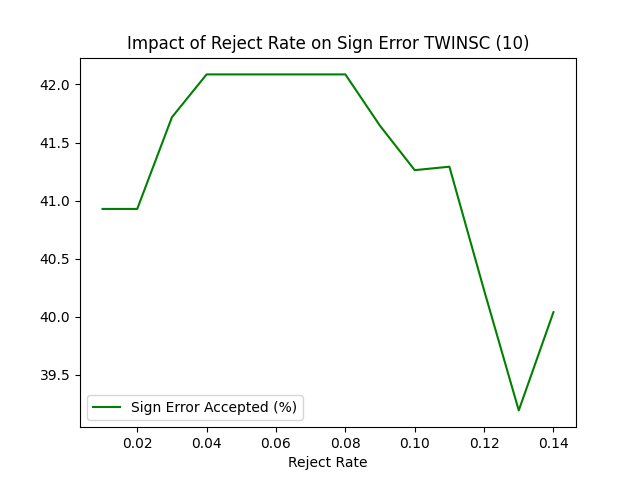 Impact of Reject Rate on Sign Error TWINSC (10)
42.0
41.5
41.0
40.5
40.0
39.5
Sign Error Accepted (%)
0.02 0.04 0.06 0.08 0.10 0.12 0.14
Reject Rate